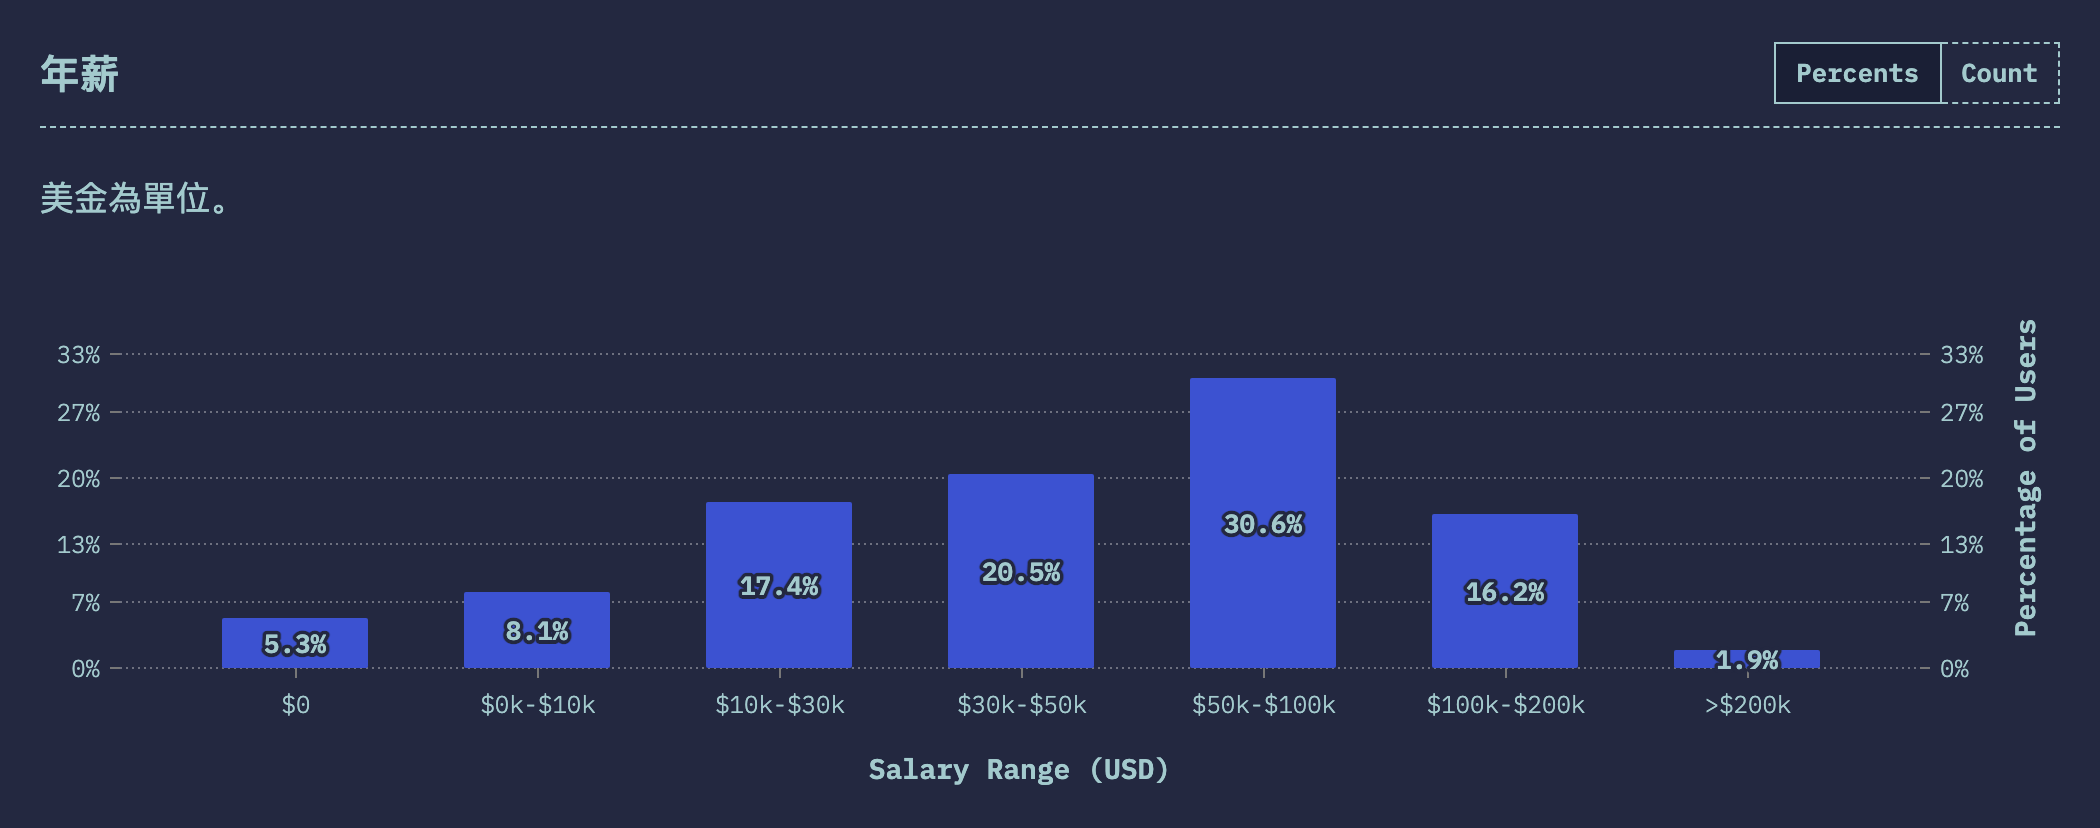 年薪
Percents Count
美金為單位。
33% 33%
27% 27%
20% 20%
13% 13%
7% 7%
0% 0%
5.3% 8.1% 17.4% 20.5% 30.6% 16.2% 1.9%
$0 $0k-$10k $10k-$30k $30k-$50k $50k-$100k $100k-$200k >$200k
Salary Range (USD)
Percentage of Users